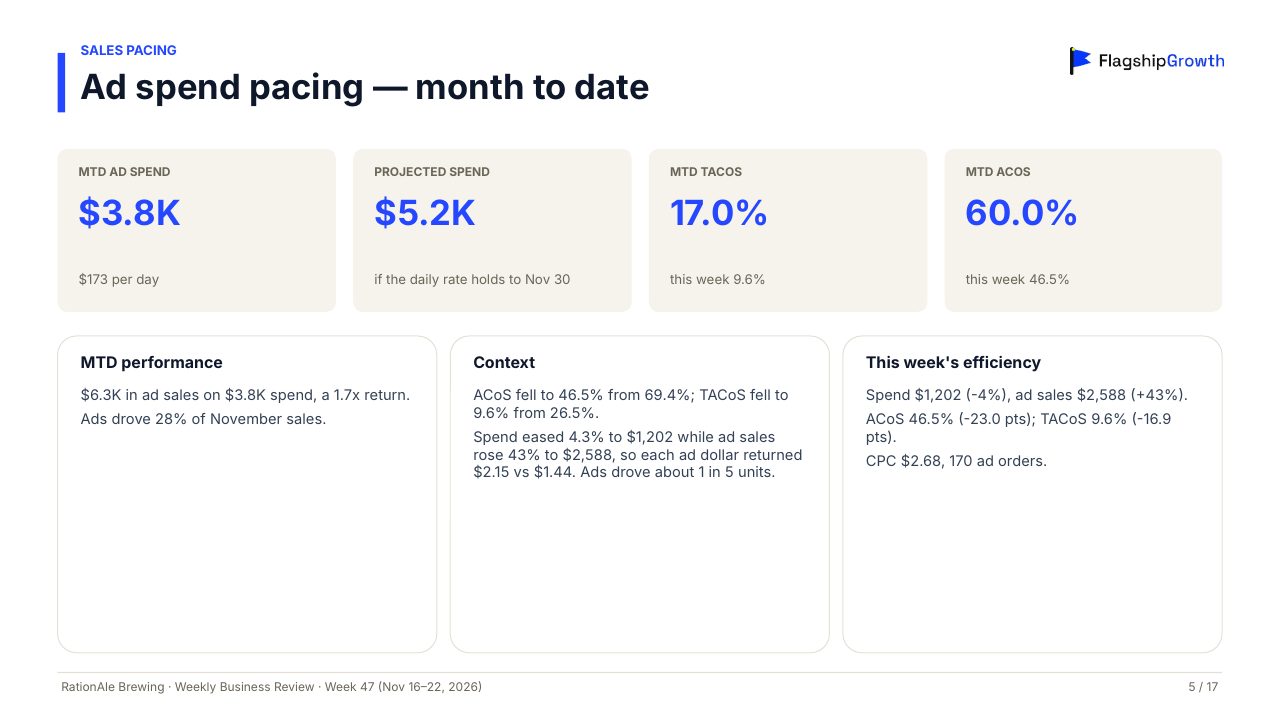 SALES PACING
Ad spend pacing — month to date
FlagshipGrowth
MTD AD SPEND
$3.8K
$173 per day
PROJECTED SPEND
$5.2K
if the daily rate holds to Nov 30
MTD TACOS
17.0%
this week 9.6%
MTD ACOS
60.0%
this week 46.5%
MTD performance
$6.3K in ad sales on $3.8K spend, a 1.7x return.
Ads drove 28% of November sales.
Context
ACoS fell to 46.5% from 69.4%; TACoS fell to
9.6% from 26.5%.
Spend eased 4.3% to $1,202 while ad sales
rose 43% to $2,588, so each ad dollar returned
$2.15 vs $1.44. Ads drove about 1 in 5 units.
This week's efficiency
Spend $1,202 (-4%), ad sales $2,588 (+43%).
ACoS 46.5% (-23.0 pts); TACoS 9.6% (-16.9
pts).
CPC $2.68, 170 ad orders.
RationAle Brewing · Weekly Business Review · Week 47 (Nov 16–22, 2026)
5 / 17